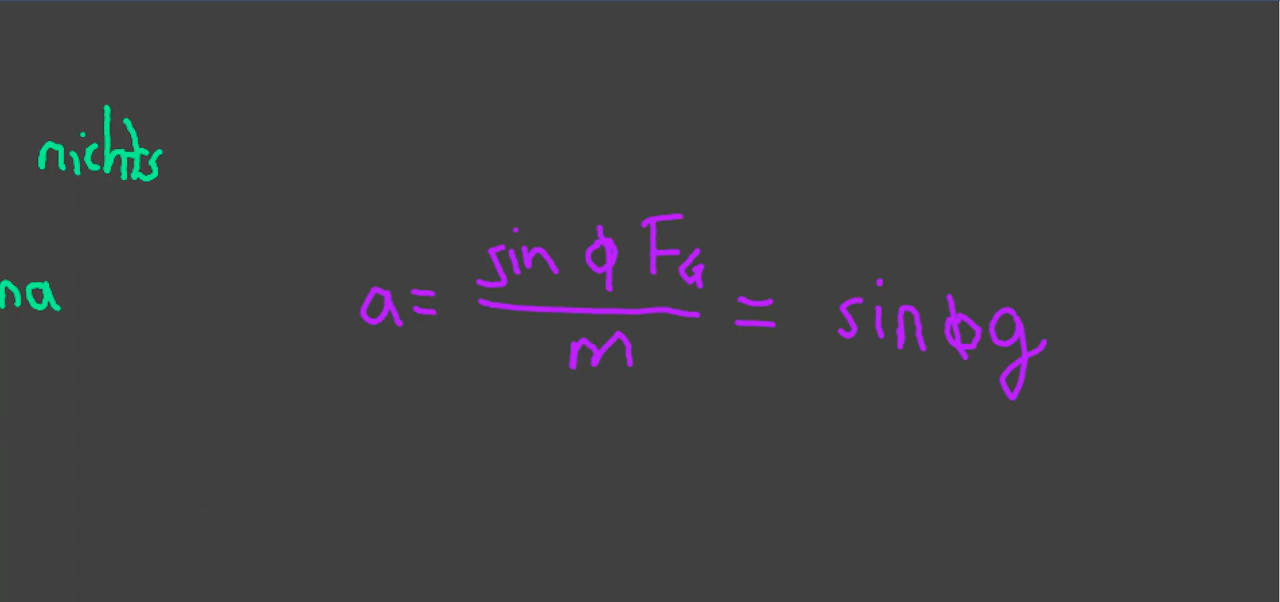 nichts
na
a = sin ϕ F_G / m = sin ϕ g